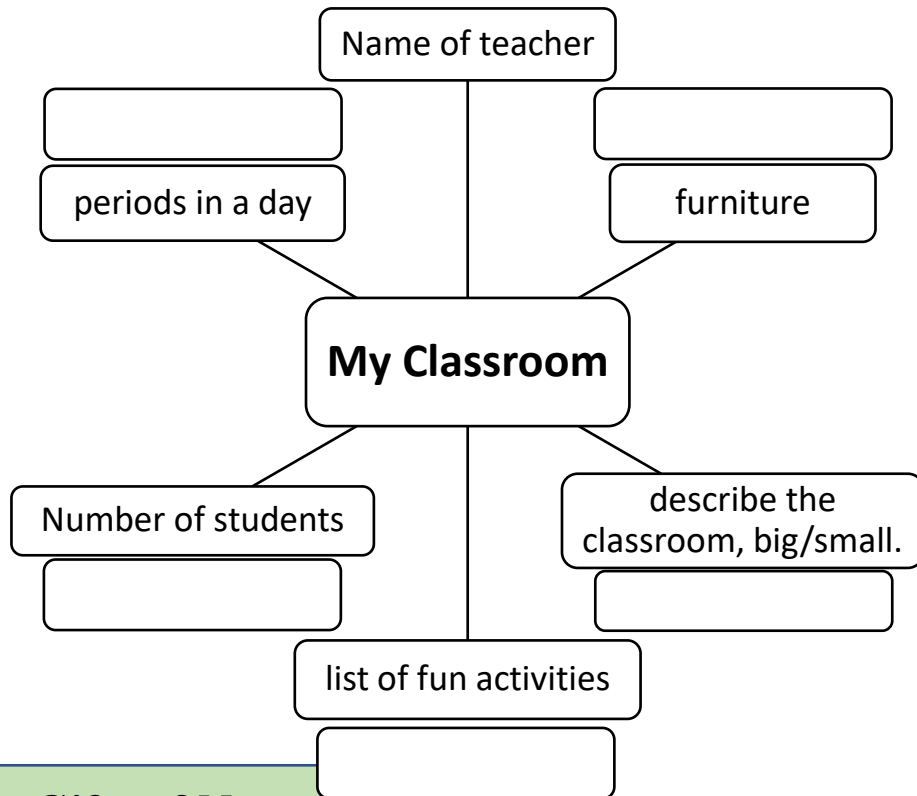 Name of teacher
periods in a day
furniture
My Classroom
Number of students
describe the
classroom, big/small.
list of fun activities